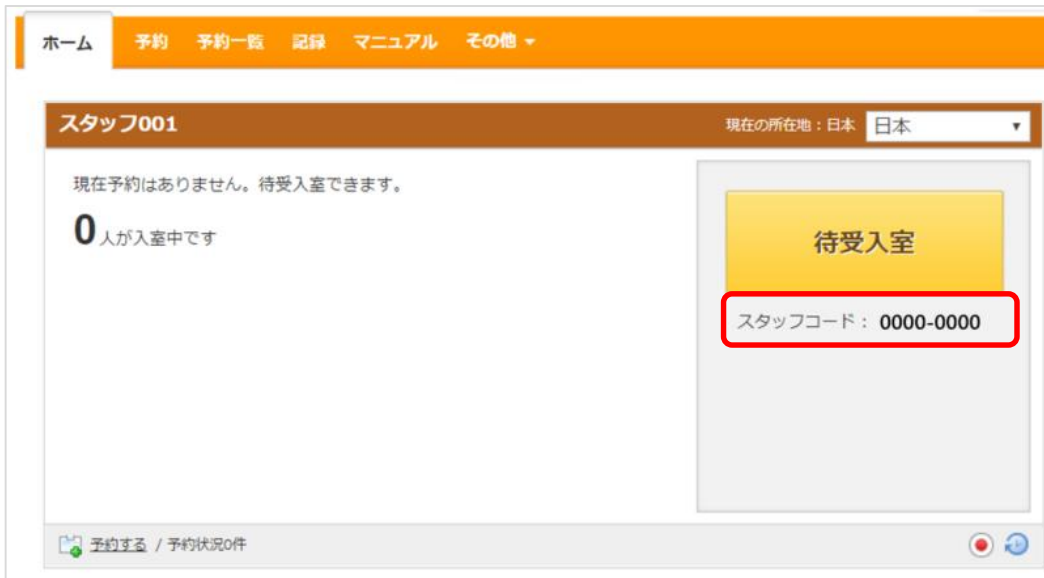 ホーム 予約 予約一覧 記録 マニュアル その他
スタッフ001 現在の所在地：日本 日本
現在予約はありません。待受入室できます。
0人が入室中です
待受入室
スタッフコード： 0000-0000
予約する / 予約状況0件